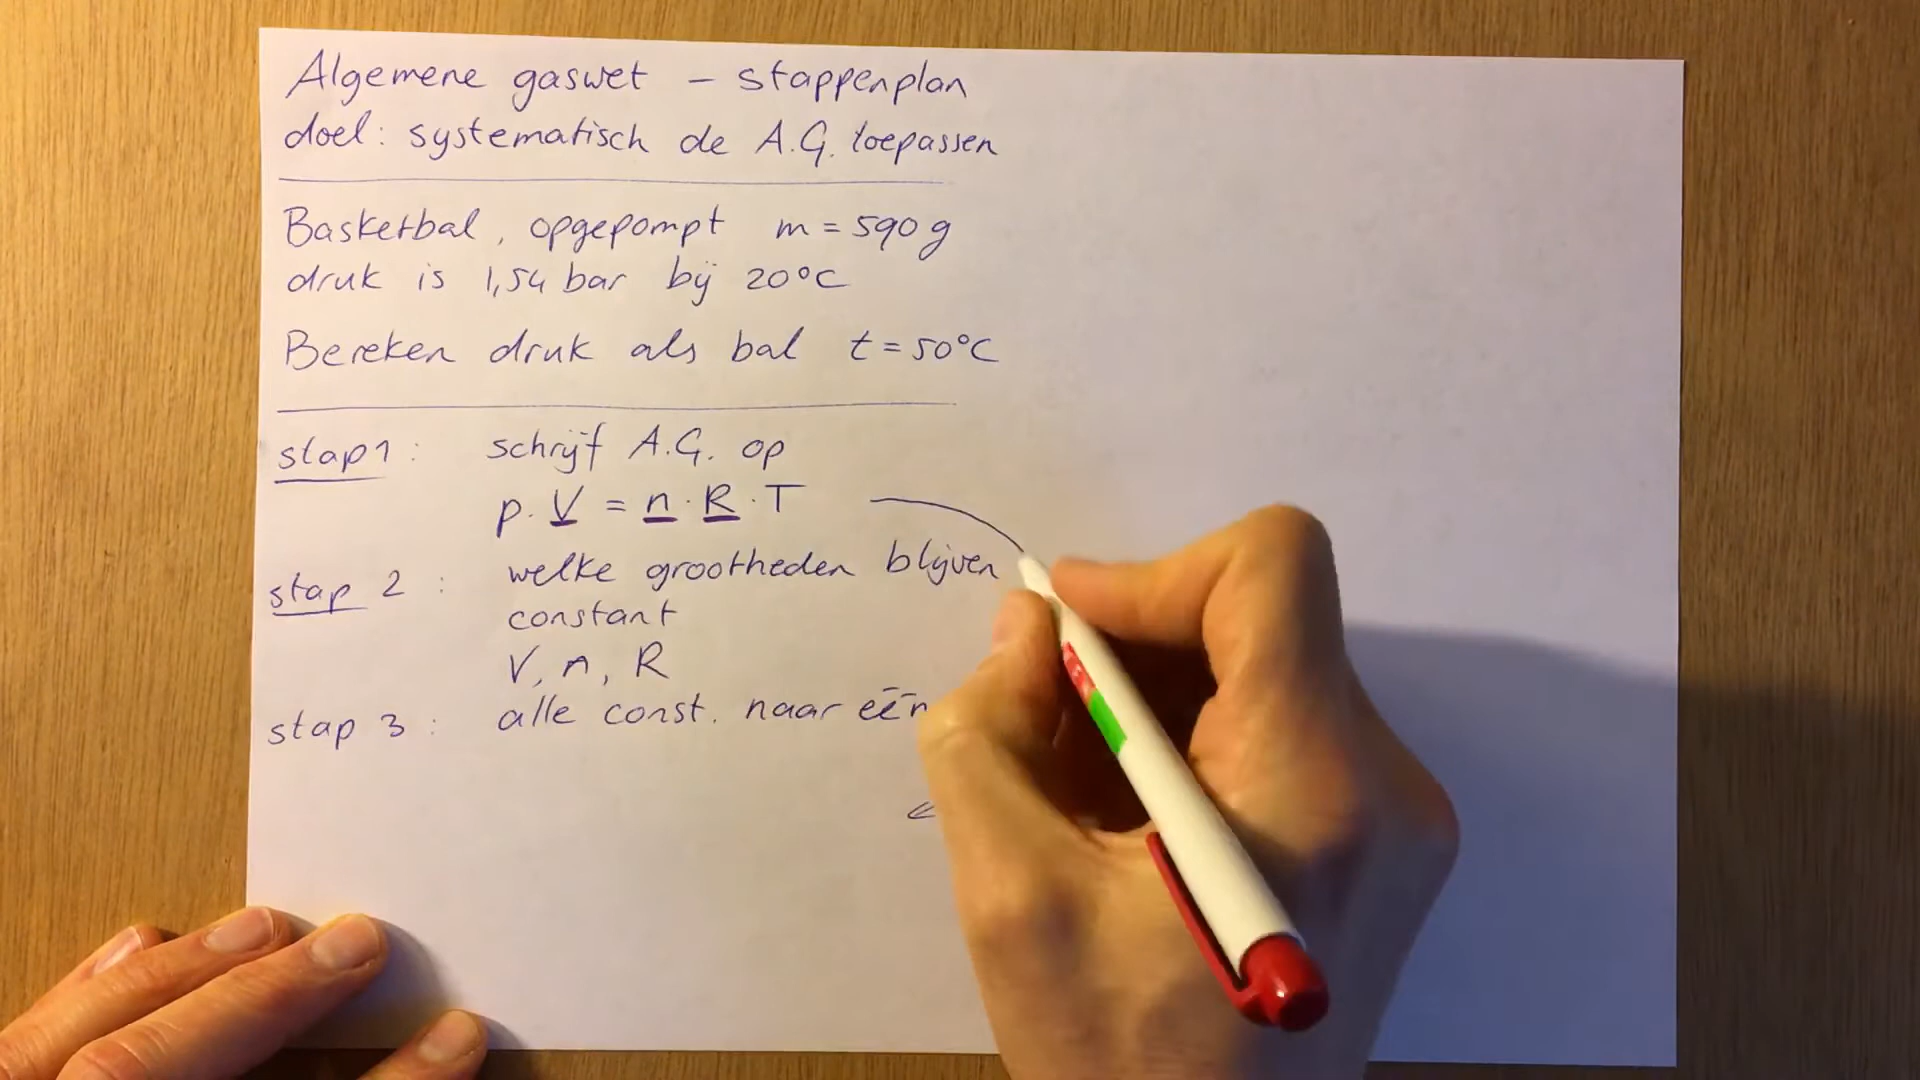 Algemene gaswet – stappenplan
doel: systematisch de A.G. toepassen
Basketbal, opgepompt m = 590 g
druk is 1,54 bar bij 20°C
Bereken druk als bal t = 50°C
stap 1 : schrijf A.G. op
p · V = n · R · T
stap 2 : welke grootheden blijven
constant
V, n, R
stap 3 : alle const. naar één